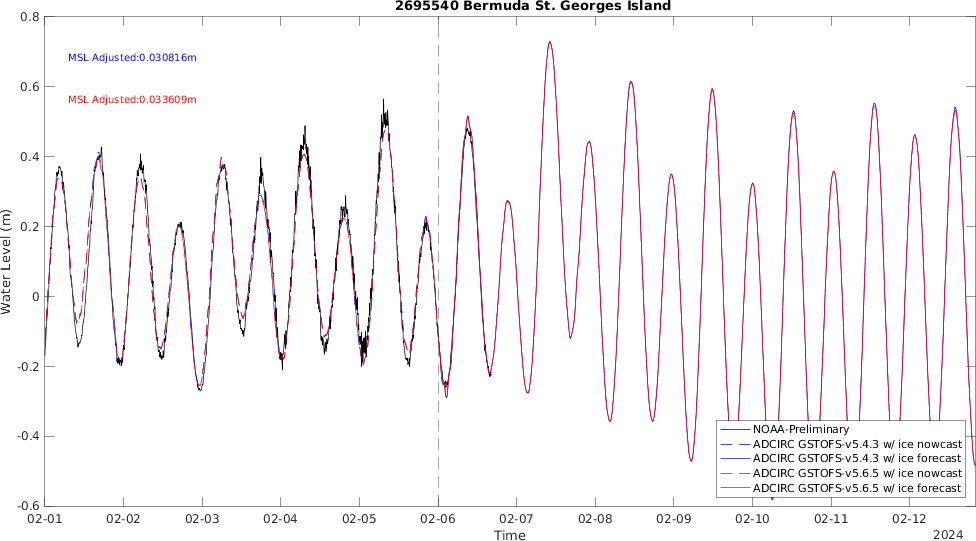 2695540 Bermuda St. Georges Island
0.8
0.6
0.4
0.2
0
-0.2
-0.4
-0.6
Water Level (m)
MSL Adjusted:0.030816m
MSL Adjusted:0.033609m
NOAA-Preliminary
ADCIRC GSTOFS-v5.4.3 w/ ice nowcast
ADCIRC GSTOFS-v5.4.3 w/ ice forecast
ADCIRC GSTOFS-v5.6.5 w/ ice nowcast
ADCIRC GSTOFS-v5.6.5 w/ ice forecast
02-01 02-02 02-03 02-04 02-05 02-06 02-07 02-08 02-09 02-10 02-11 02-12
Time
2024